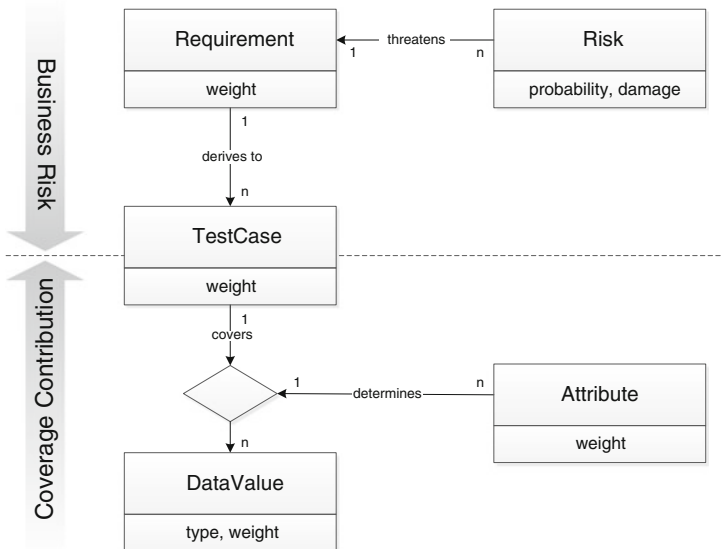 Business Risk
Coverage Contribution
Requirement
weight
1
threatens
n
Risk
probability, damage
1
derives to
n
TestCase
weight
1
covers
1
determines
n
Attribute
weight
n
DataValue
type, weight